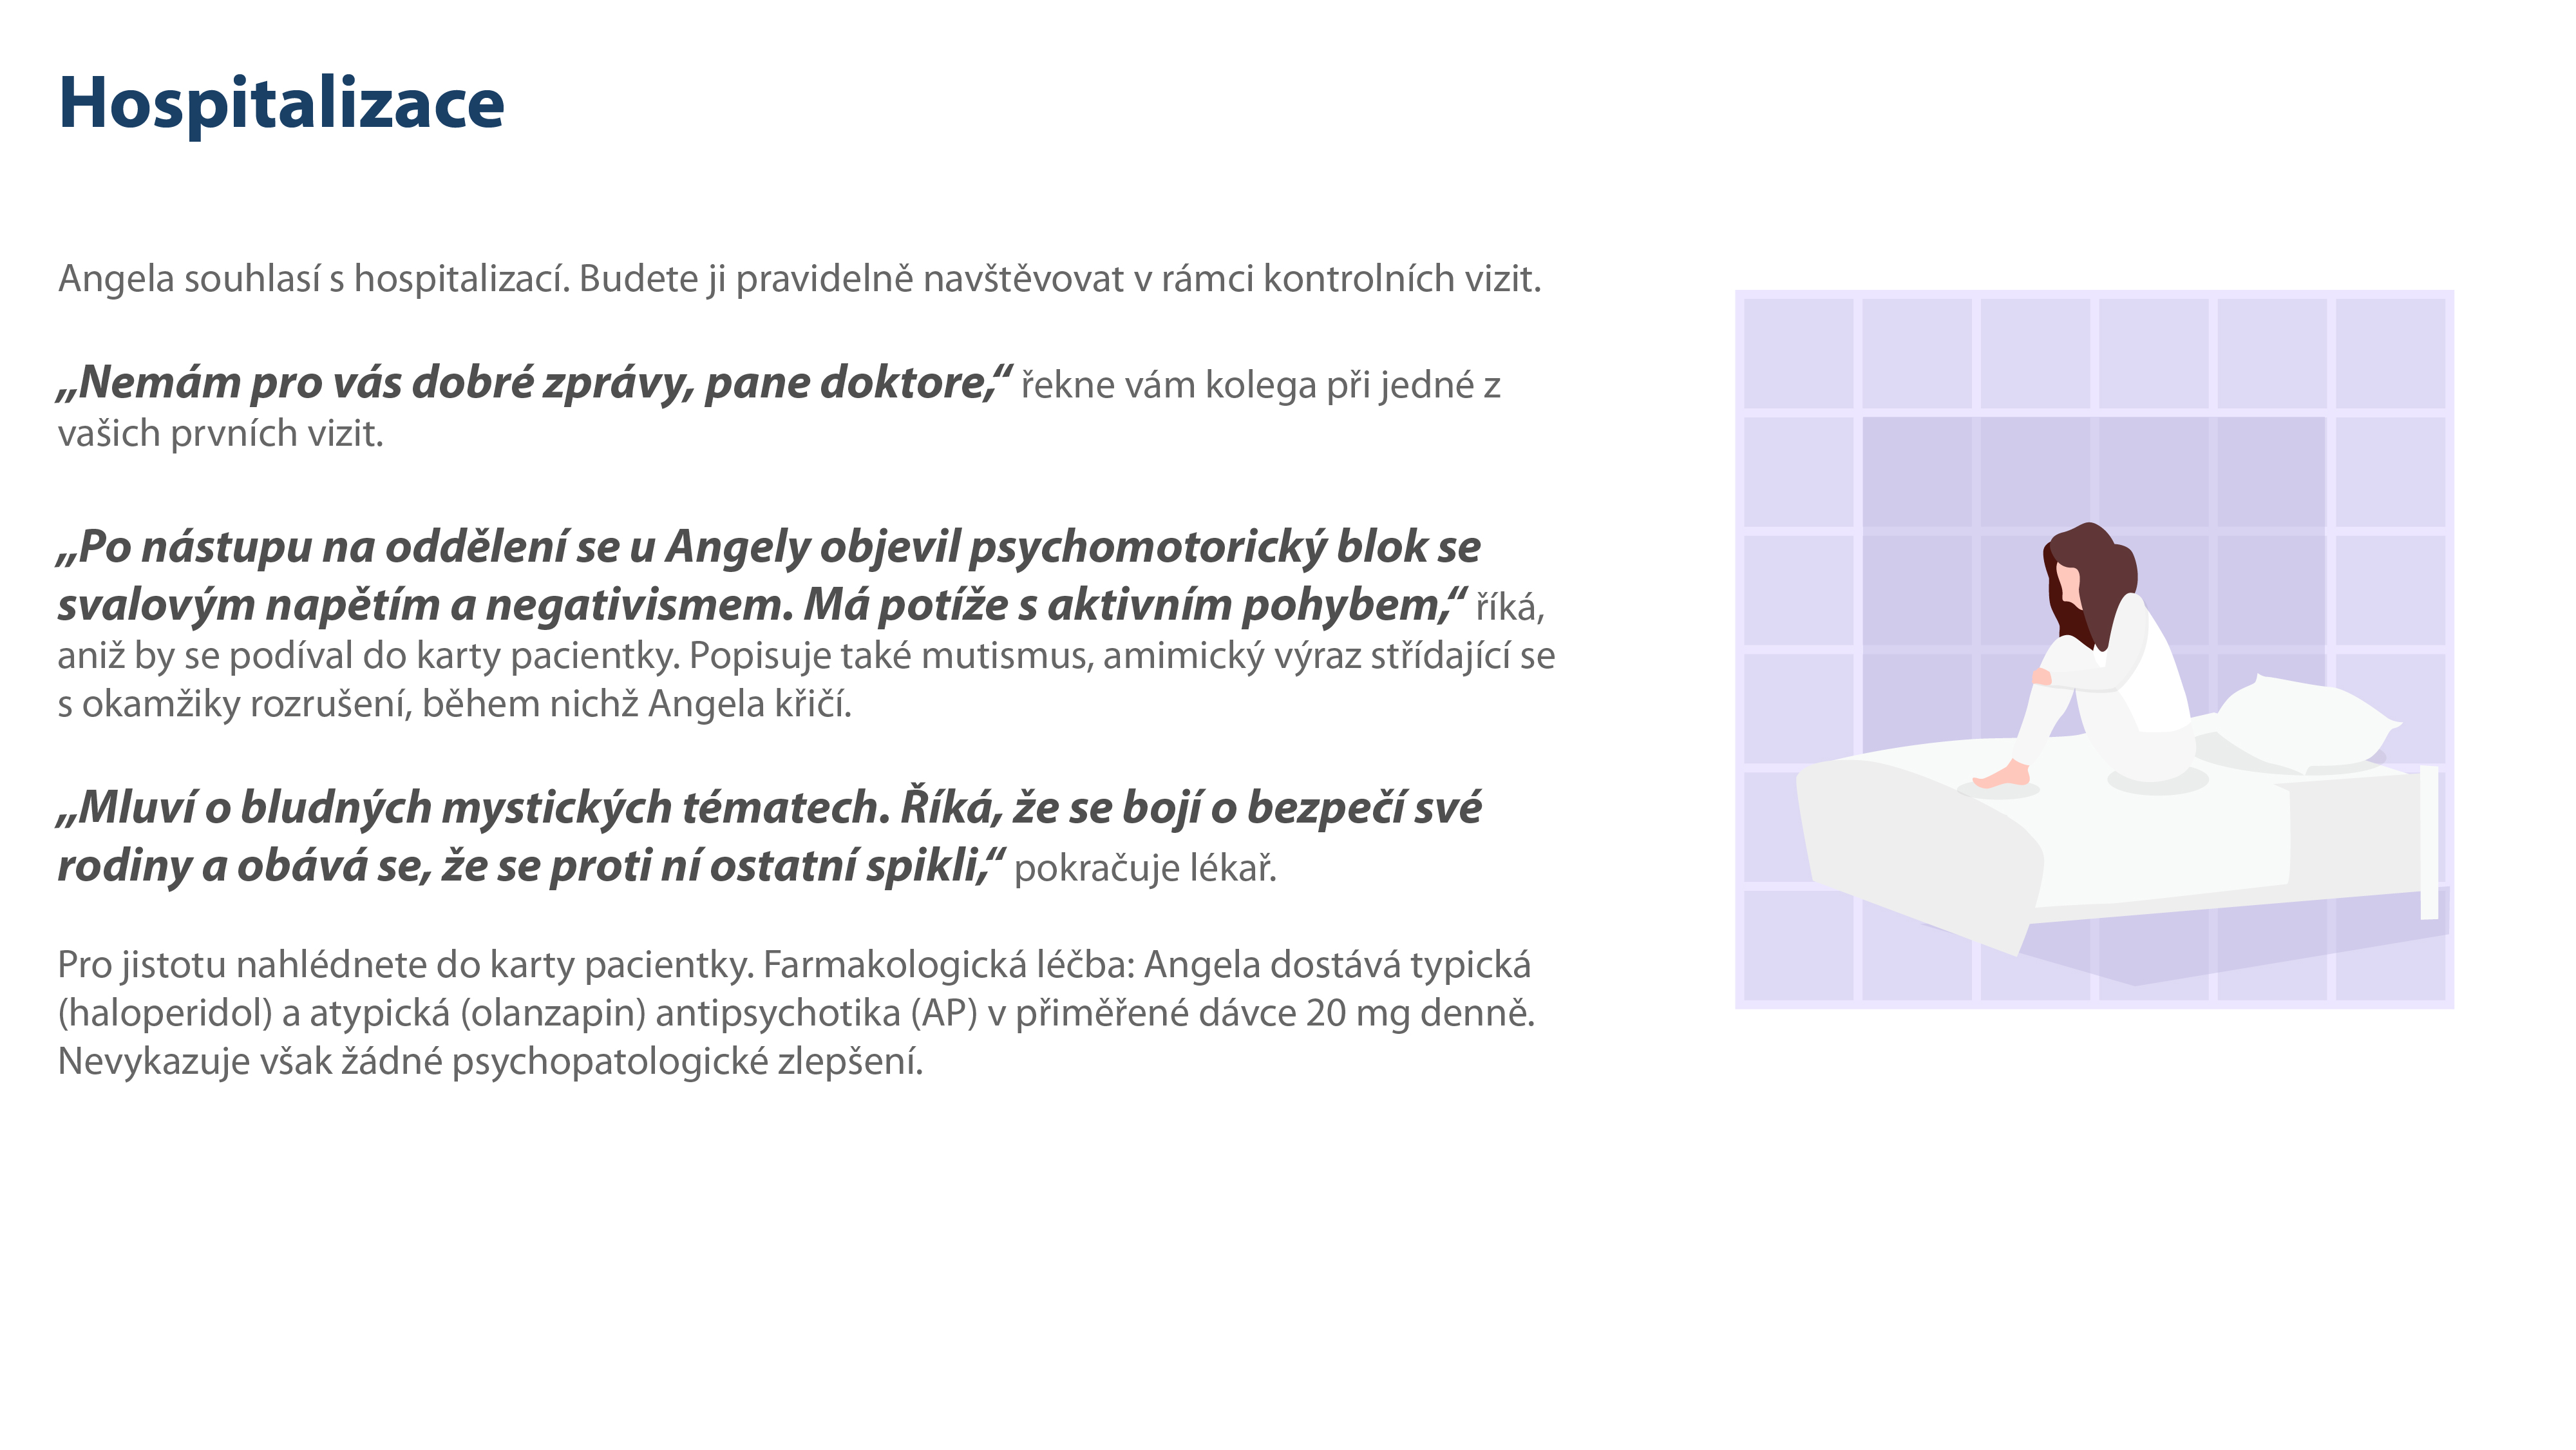 Hospitalizace
Angela souhlasí s hospitalizací. Budete ji pravidelně navštěvovat v rámci kontrolních vizit.
„Nemám pro vás dobré zprávy, pane doktore,“ řekne vám kolega při jedné z
vašich prvních vizit.
„Po nástupu na oddělení se u Angely objevil psychomotorický blok se
svalovým napětím a negativismem. Má potíže s aktivním pohybem,“ říká,
aniž by se podíval do karty pacientky. Popisuje také mutismus, amimický výraz střídající se
s okamžiky rozrušení, během nichž Angela křičí.
„Mluví o bludných mystických tématech. Říká, že se bojí o bezpečí své
rodiny a obává se, že se proti ní ostatní spikli,“ pokračuje lékař.
Pro jistotu nahlédnete do karty pacientky. Farmakologická léčba: Angela dostává typická
(haloperidol) a atypická (olanzapin) antipsychotika (AP) v přiměřené dávce 20 mg denně.
Nevykazuje však žádné psychopatologické zlepšení.